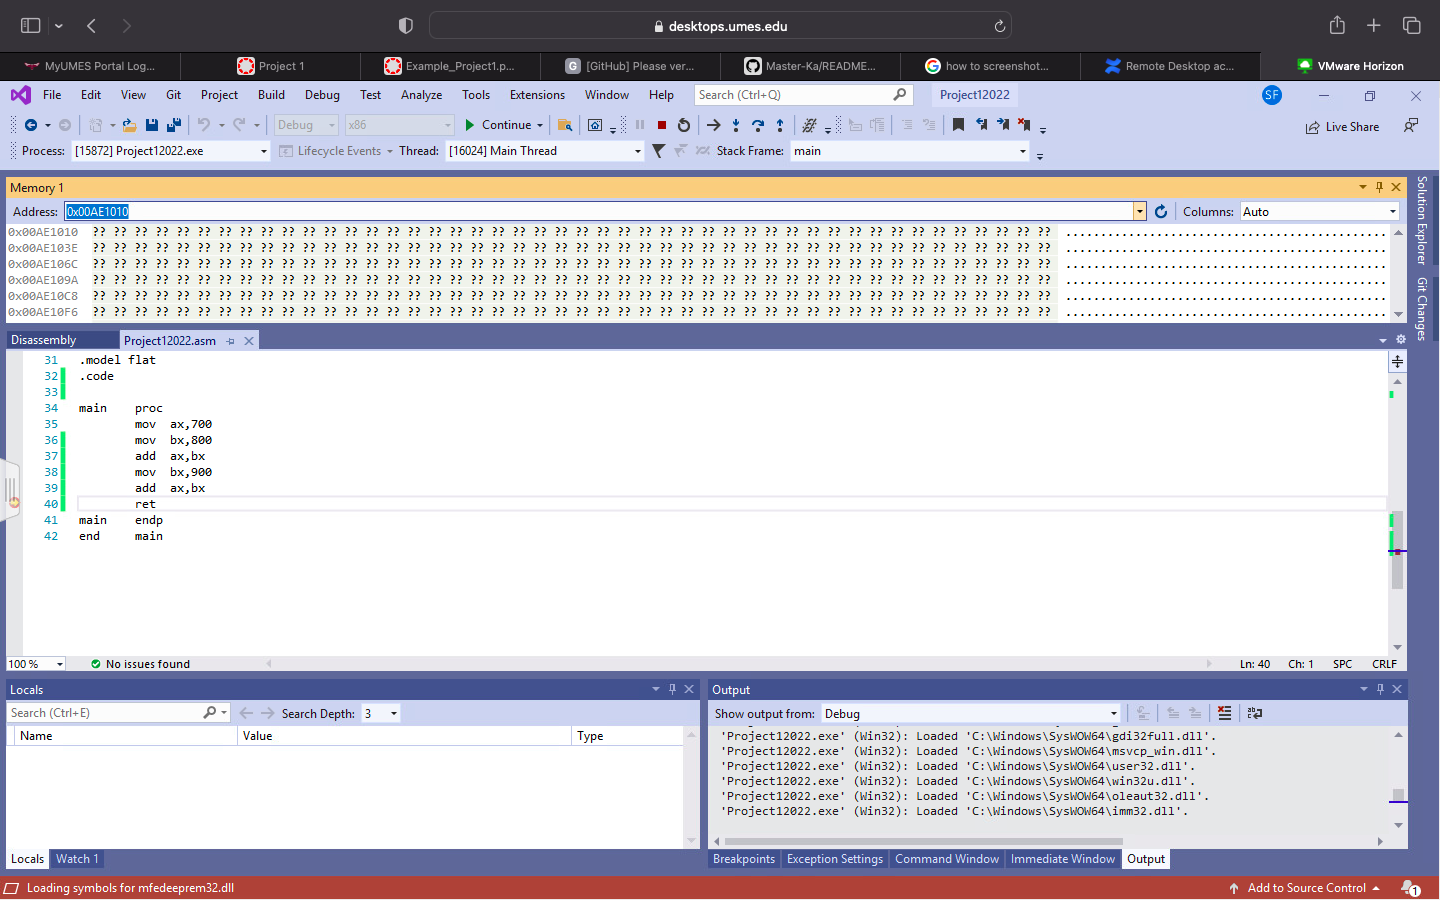 desktops.umes.edu
MyUMES Portal Log...
Project 1
Example_Project1.p...
G [GitHub] Please ver...
Master-Ka/README...
how to screenshot...
Remote Desktop ac...
VMware Horizon
File Edit View Git Project Build Debug Test Analyze Tools Extensions Window Help Search (Ctrl+Q) Project12022 SF
Debug x86 Continue Live Share
Process: [15872] Project12022.exe Lifecycle Events Thread: [16024] Main Thread Stack Frame: main
Memory 1
Address: 0x00AE1010 Columns: Auto
0x00AE1010 ?? ?? ?? ?? ?? ?? ?? ?? ?? ?? ?? ?? ?? ?? ?? ?? ?? ?? ?? ?? ?? ?? ?? ?? ?? ?? ?? ?? ?? ?? ?? ?? ?? ?? ?? ?? ?? ?? ?? ?? ?? ?? ?? ?? ?? ?? ..............................................
0x00AE103E ?? ?? ?? ?? ?? ?? ?? ?? ?? ?? ?? ?? ?? ?? ?? ?? ?? ?? ?? ?? ?? ?? ?? ?? ?? ?? ?? ?? ?? ?? ?? ?? ?? ?? ?? ?? ?? ?? ?? ?? ?? ?? ?? ?? ?? ?? ..............................................
0x00AE106C ?? ?? ?? ?? ?? ?? ?? ?? ?? ?? ?? ?? ?? ?? ?? ?? ?? ?? ?? ?? ?? ?? ?? ?? ?? ?? ?? ?? ?? ?? ?? ?? ?? ?? ?? ?? ?? ?? ?? ?? ?? ?? ?? ?? ?? ?? ..............................................
0x00AE109A ?? ?? ?? ?? ?? ?? ?? ?? ?? ?? ?? ?? ?? ?? ?? ?? ?? ?? ?? ?? ?? ?? ?? ?? ?? ?? ?? ?? ?? ?? ?? ?? ?? ?? ?? ?? ?? ?? ?? ?? ?? ?? ?? ?? ?? ?? ..............................................
0x00AE10C8 ?? ?? ?? ?? ?? ?? ?? ?? ?? ?? ?? ?? ?? ?? ?? ?? ?? ?? ?? ?? ?? ?? ?? ?? ?? ?? ?? ?? ?? ?? ?? ?? ?? ?? ?? ?? ?? ?? ?? ?? ?? ?? ?? ?? ?? ?? ..............................................
0x00AE10F6 ?? ?? ?? ?? ?? ?? ?? ?? ?? ?? ?? ?? ?? ?? ?? ?? ?? ?? ?? ?? ?? ?? ?? ?? ?? ?? ?? ?? ?? ?? ?? ?? ?? ?? ?? ?? ?? ?? ?? ?? ?? ?? ?? ?? ?? ?? ..............................................
Solution Explorer
Git Changes
Disassembly Project12022.asm
31 .model flat
32 .code
33
34 main proc
35 mov ax,700
36 mov bx,800
37 add ax,bx
38 mov bx,900
39 add ax,bx
40 ret
41 main endp
42 end main
100 % No issues found Ln: 40 Ch: 1 SPC CRLF
Locals
Search (Ctrl+E) Search Depth: 3
Name Value Type
Locals Watch 1
Output
Show output from: Debug
'Project12022.exe' (Win32): Loaded 'C:\Windows\SysWOW64\gdi32full.dll'.
'Project12022.exe' (Win32): Loaded 'C:\Windows\SysWOW64\msvcp_win.dll'.
'Project12022.exe' (Win32): Loaded 'C:\Windows\SysWOW64\user32.dll'.
'Project12022.exe' (Win32): Loaded 'C:\Windows\SysWOW64\win32u.dll'.
'Project12022.exe' (Win32): Loaded 'C:\Windows\SysWOW64\oleaut32.dll'.
'Project12022.exe' (Win32): Loaded 'C:\Windows\SysWOW64\imm32.dll'.
Breakpoints Exception Settings Command Window Immediate Window Output
Loading symbols for mfedeeprem32.dll Add to Source Control 1